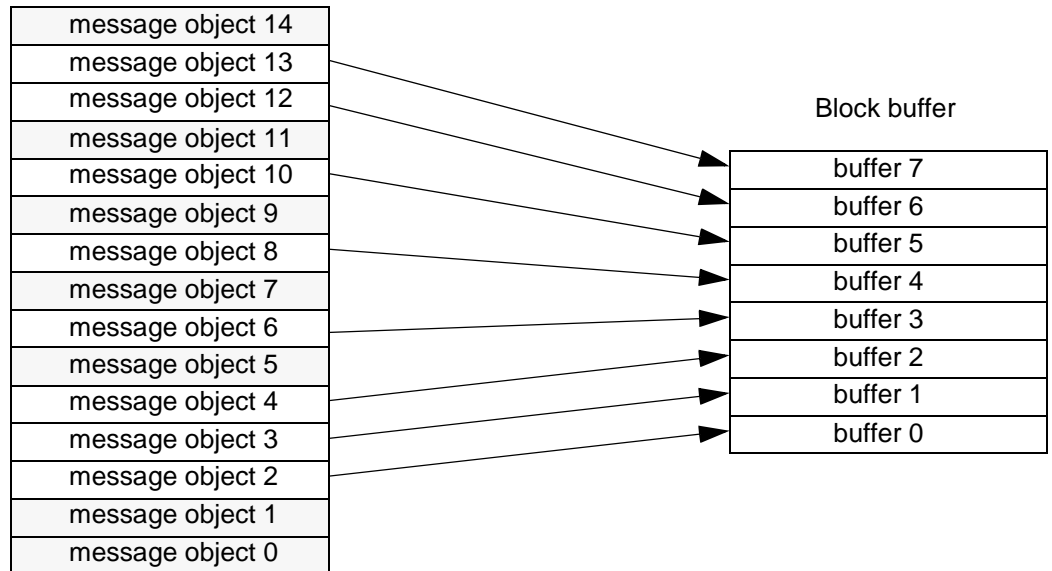 message object 14
message object 13
message object 12
message object 11
message object 10
message object 9
message object 8
message object 7
message object 6
message object 5
message object 4
message object 3
message object 2
message object 1
message object 0
Block buffer
buffer 7
buffer 6
buffer 5
buffer 4
buffer 3
buffer 2
buffer 1
buffer 0